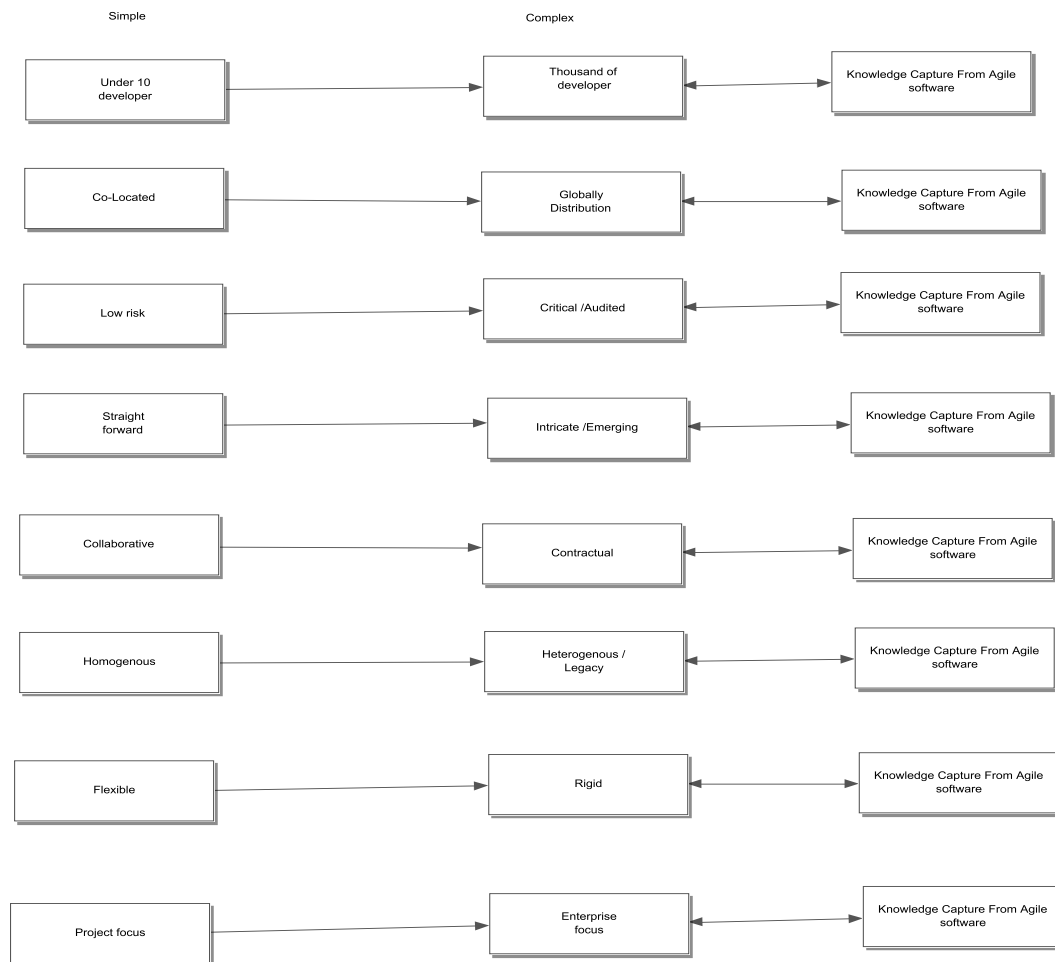 Simple
Complex
Under 10
developer
Thousand of
developer
Knowledge Capture From Agile
software
Co-Located
Globally
Distribution
Knowledge Capture From Agile
software
Low risk
Critical /Audited
Knowledge Capture From Agile
software
Straight
forward
Intricate /Emerging
Knowledge Capture From Agile
software
Collaborative
Contractual
Knowledge Capture From Agile
software
Homogenous
Heterogenous /
Legacy
Knowledge Capture From Agile
software
Flexible
Rigid
Knowledge Capture From Agile
software
Project focus
Enterprise
focus
Knowledge Capture From Agile
software